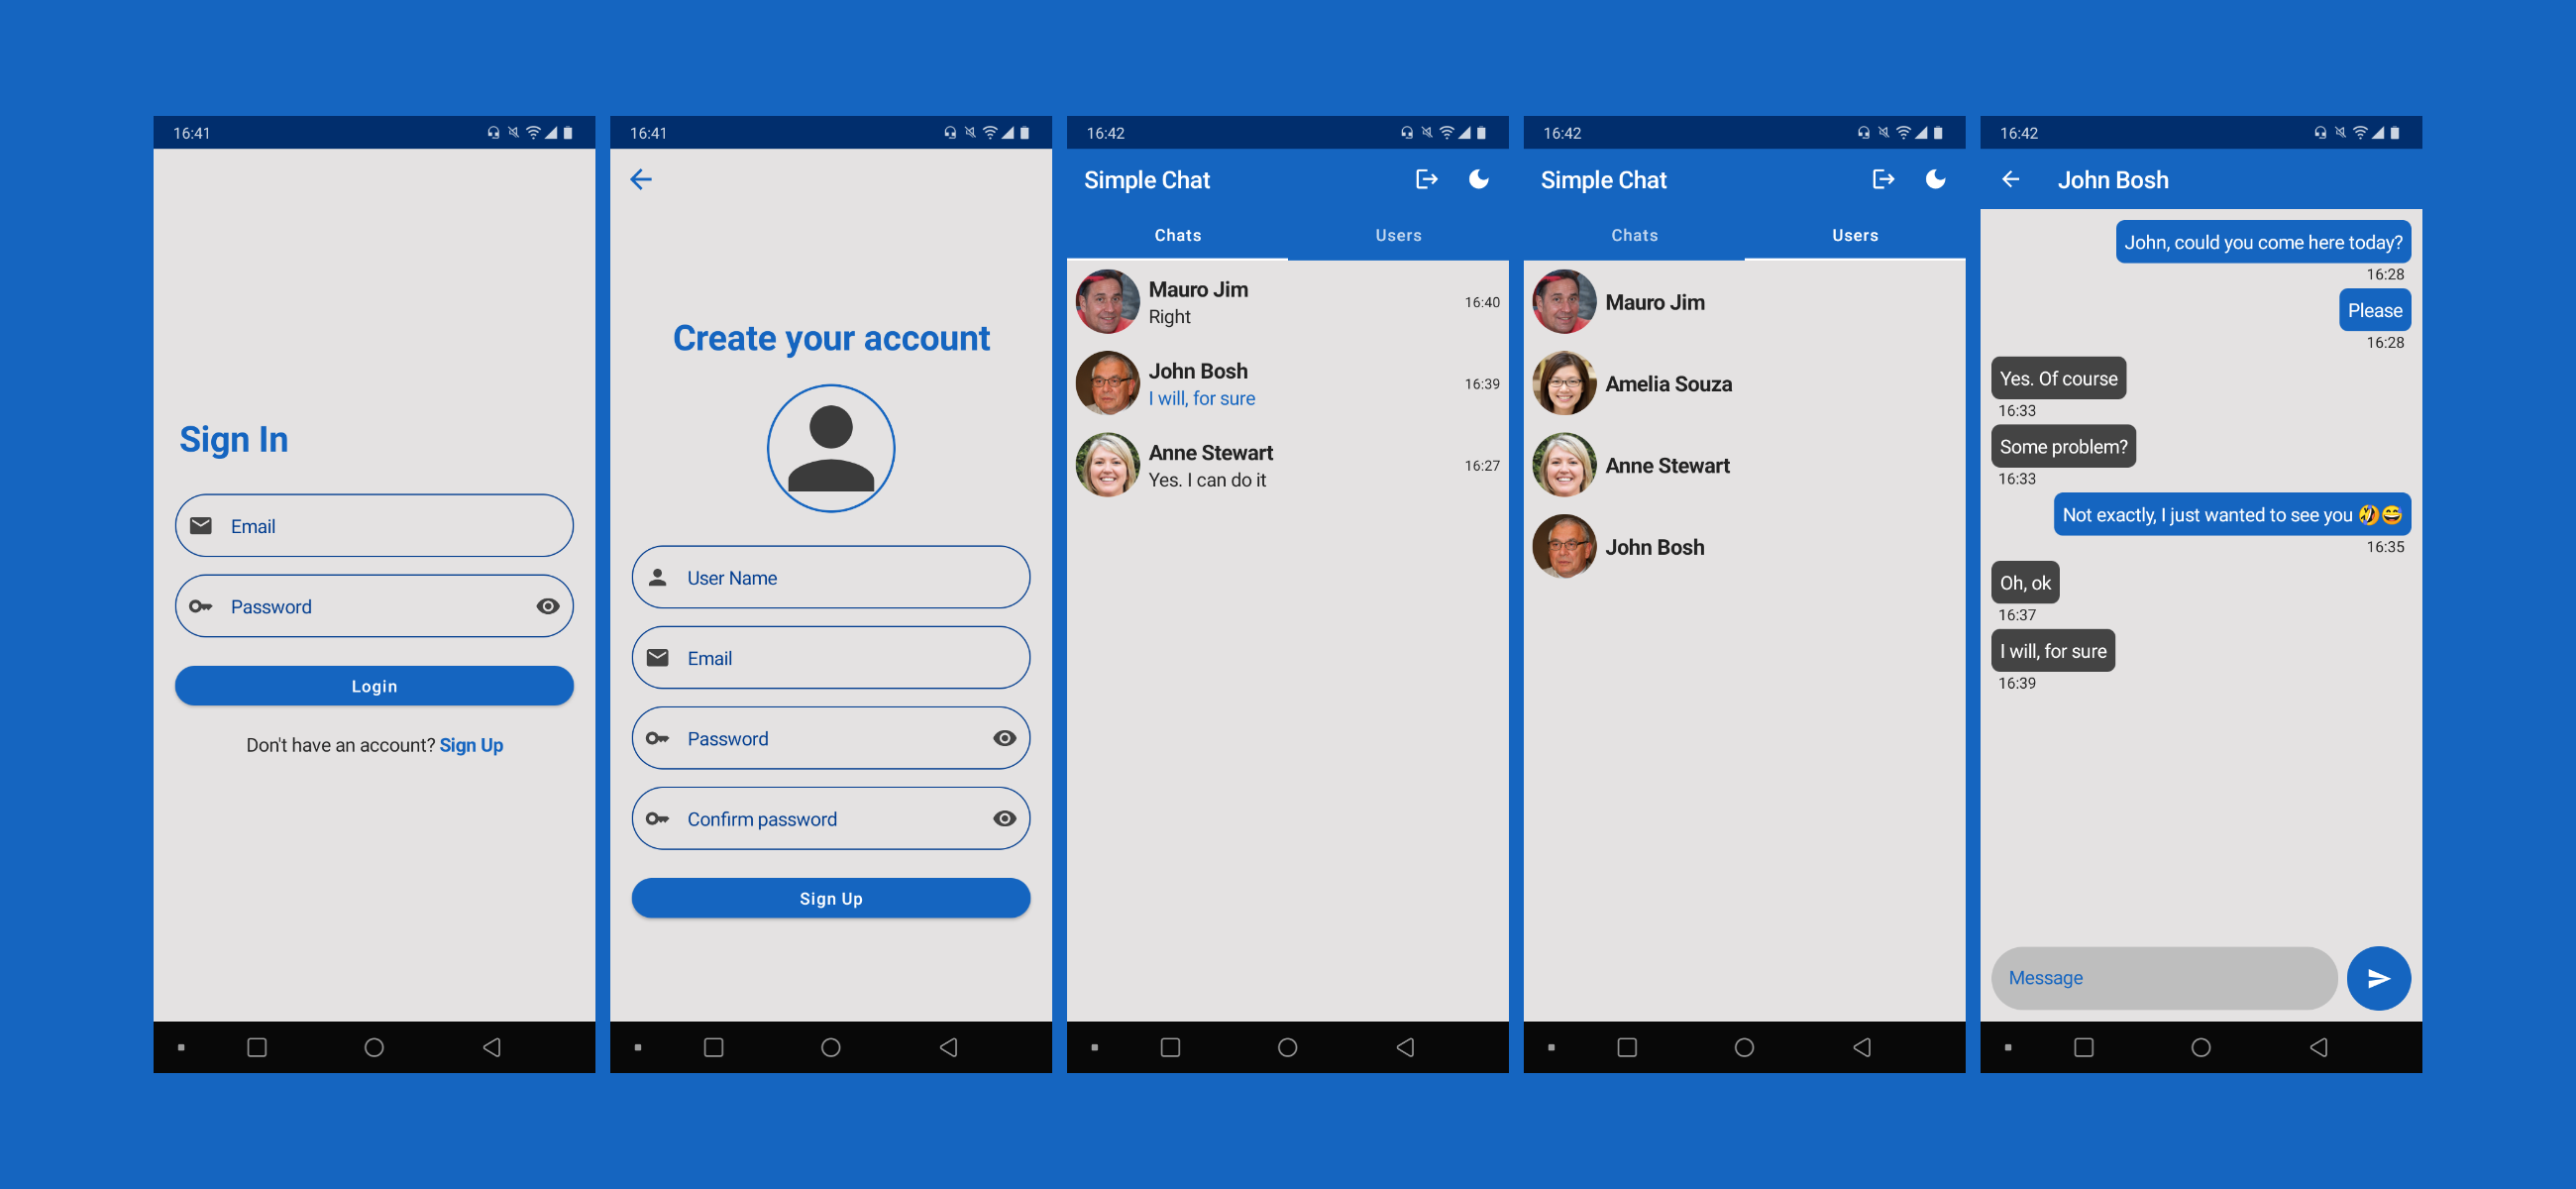 16:41
Sign In
Email
Password
Login
Don't have an account? Sign Up
16:41
Create your account
User Name
Email
Password
Confirm password
Sign Up
16:42
Simple Chat
Chats Users
Mauro Jim
Right
16:40
John Bosh
I will, for sure
16:39
Anne Stewart
Yes. I can do it
16:27
16:42
Simple Chat
Chats Users
Mauro Jim
Amelia Souza
Anne Stewart
John Bosh
16:42
John Bosh
John, could you come here today?
16:28
Please
16:28
Yes. Of course
16:33
Some problem?
16:33
Not exactly, I just wanted to see you 🤣😅
16:35
Oh, ok
16:37
I will, for sure
16:39
Message